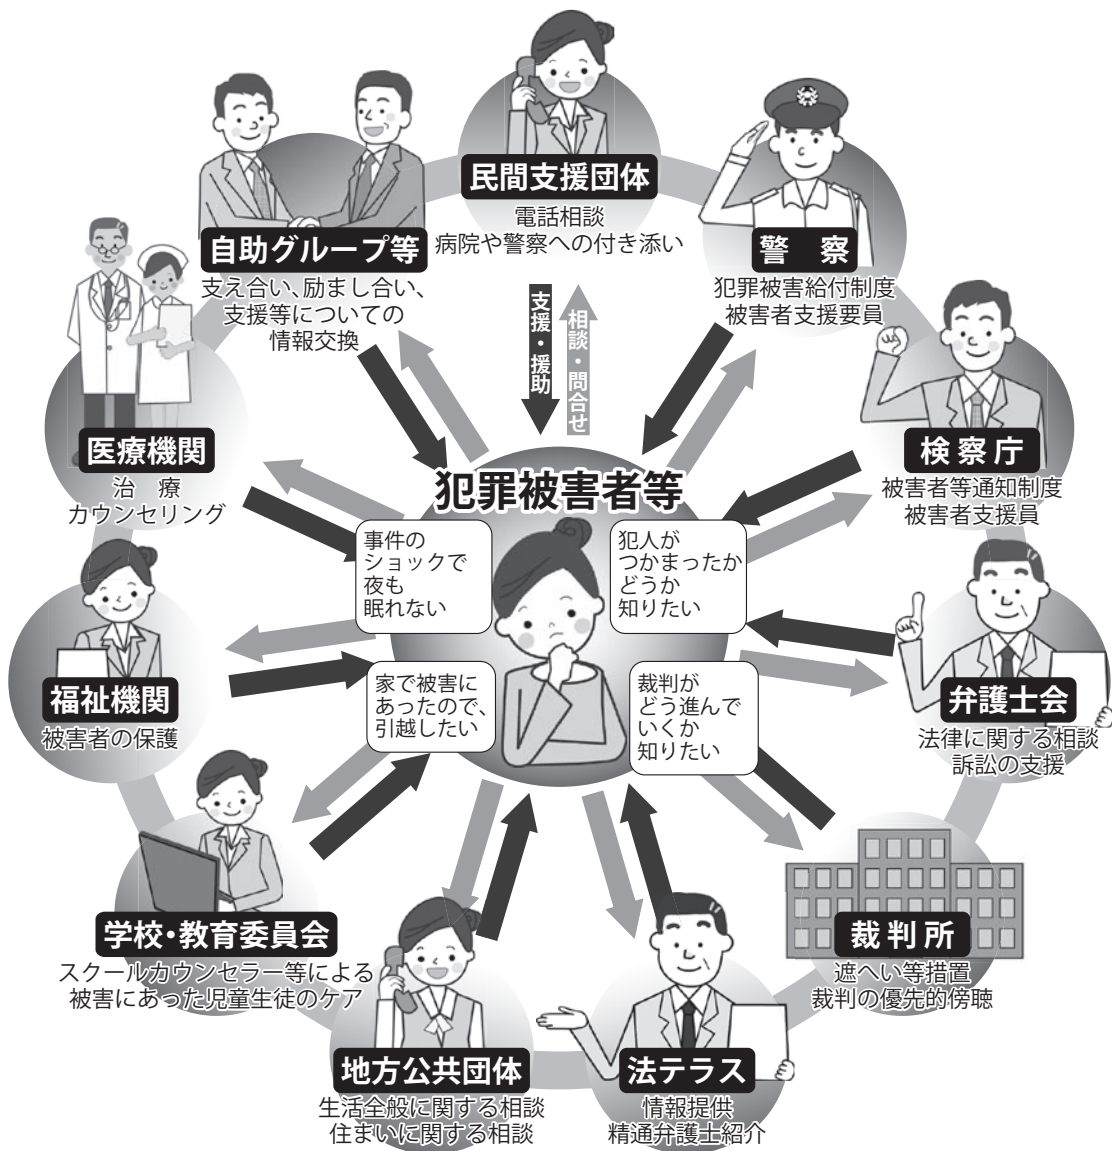 民間支援団体
電話相談
病院や警察への付き添い
警　察
犯罪被害給付制度
被害者支援要員
検察庁
被害者等通知制度
被害者支援員
弁護士会
法律に関する相談
訴訟の支援
裁判所
遮へい等措置
裁判の優先的傍聴
法テラス
情報提供
精通弁護士紹介
地方公共団体
生活全般に関する相談
住まいに関する相談
学校・教育委員会
スクールカウンセラー等による
被害にあった児童生徒のケア
福祉機関
被害者の保護
医療機関
治　療
カウンセリング
自助グループ等
支え合い、励まし合い、
支援等についての
情報交換
支援・援助
相談・問合せ
犯罪被害者等
事件の
ショックで
夜も
眠れない
犯人が
つかまったか
どうか
知りたい
家で被害に
あったので、
引越したい
裁判が
どう進んで
いくか
知りたい